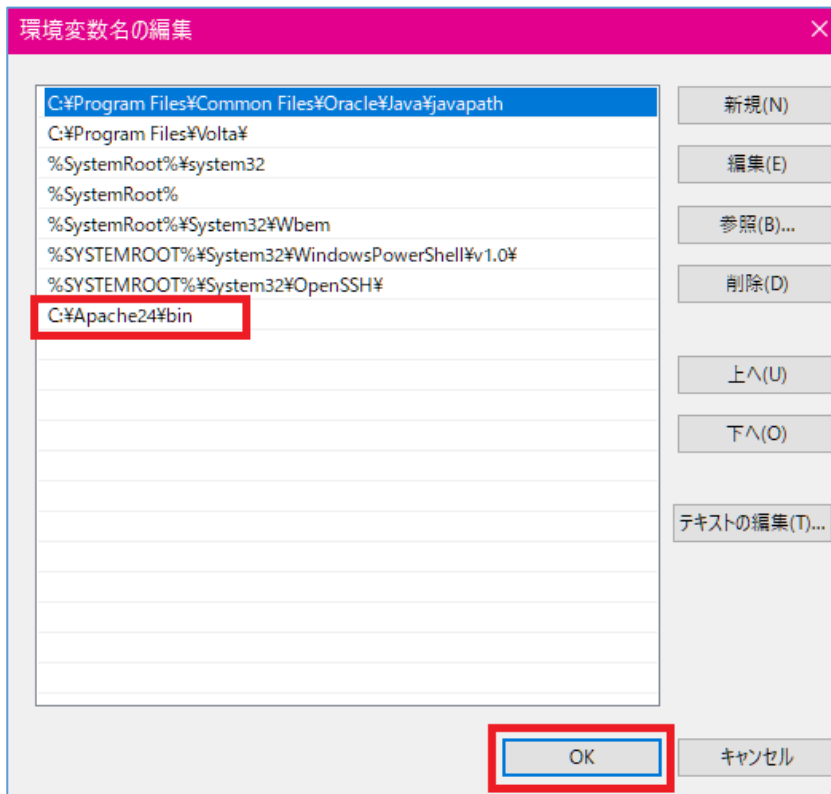 環境変数名の編集
C:¥Program Files¥Common Files¥Oracle¥Java¥javapath
C:¥Program Files¥Volta¥
%SystemRoot%¥system32
%SystemRoot%
%SystemRoot%¥System32¥Wbem
%SYSTEMROOT%¥System32¥WindowsPowerShell¥v1.0¥
%SYSTEMROOT%¥System32¥OpenSSH¥
C:¥Apache24¥bin
新規(N)
編集(E)
参照(B)...
削除(D)
上へ(U)
下へ(O)
テキストの編集(T)...
OK
キャンセル